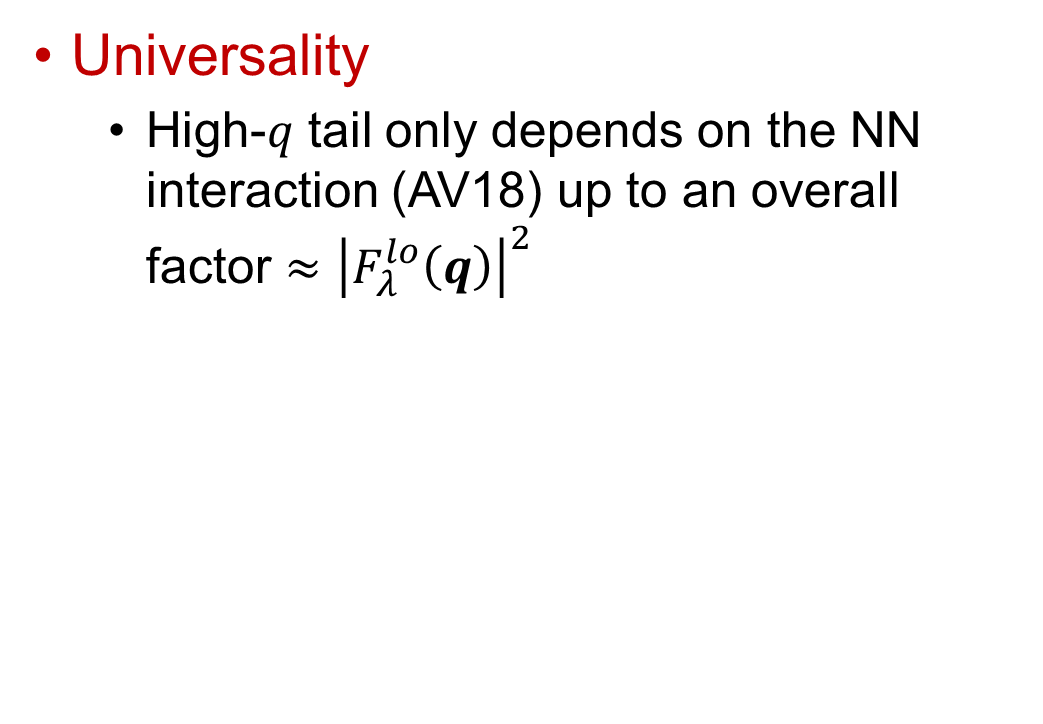 • Universality
• High-𝑞 tail only depends on the NN
interaction (AV18) up to an overall
factor ≈ |𝐹_𝜆^{𝑙𝑜}(𝒒)|^2